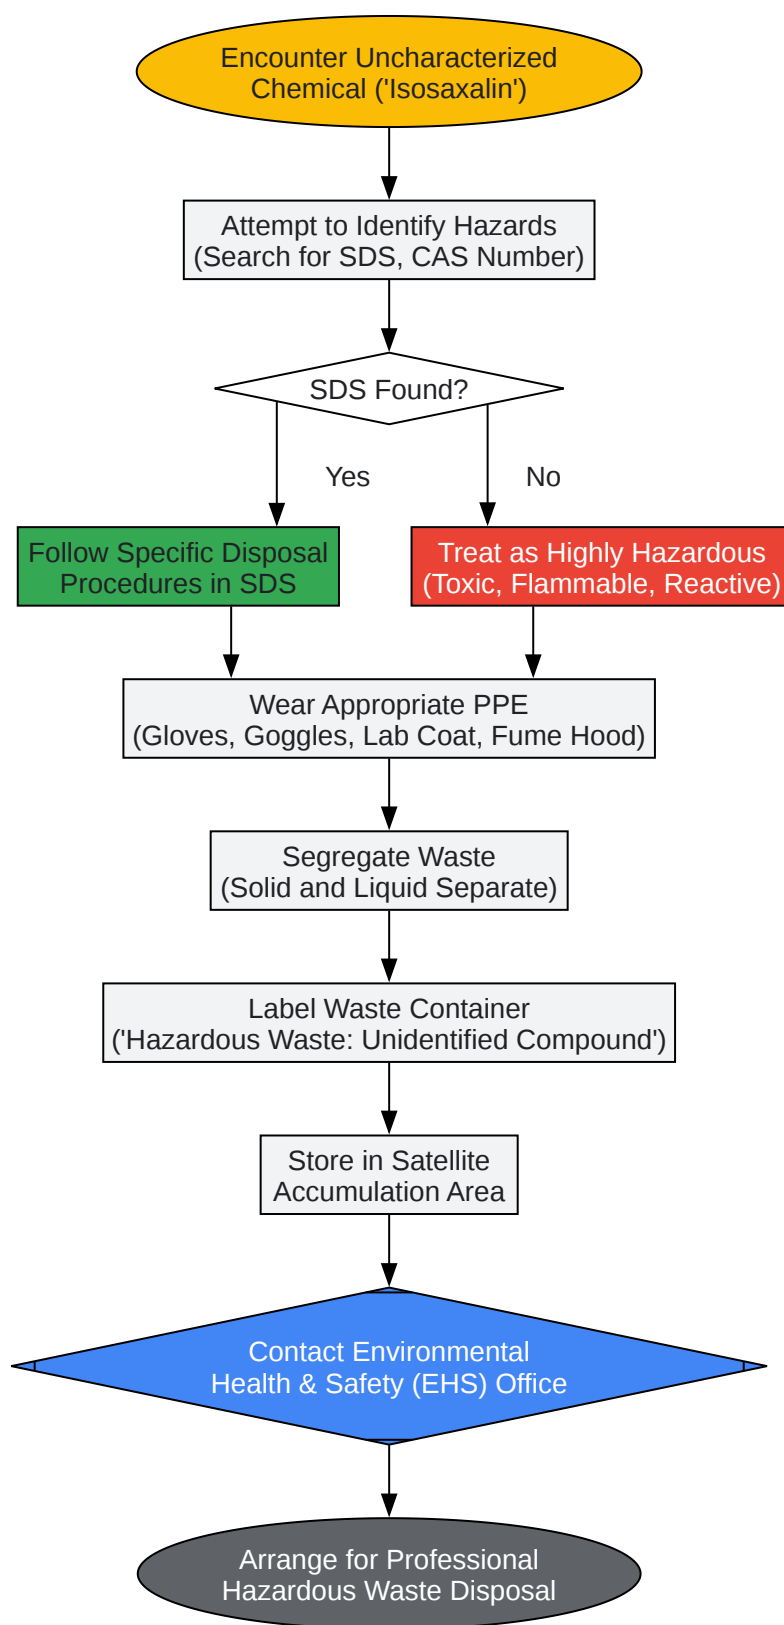 Encounter Uncharacterized
Chemical ('Isosaxalin')
Attempt to Identify Hazards
(Search for SDS, CAS Number)
SDS Found?
Yes
No
Follow Specific Disposal
Procedures in SDS
Treat as Highly Hazardous
(Toxic, Flammable, Reactive)
Wear Appropriate PPE
(Gloves, Goggles, Lab Coat, Fume Hood)
Segregate Waste
(Solid and Liquid Separate)
Label Waste Container
('Hazardous Waste: Unidentified Compound')
Store in Satellite
Accumulation Area
Contact Environmental
Health & Safety (EHS) Office
Arrange for Professional
Hazardous Waste Disposal